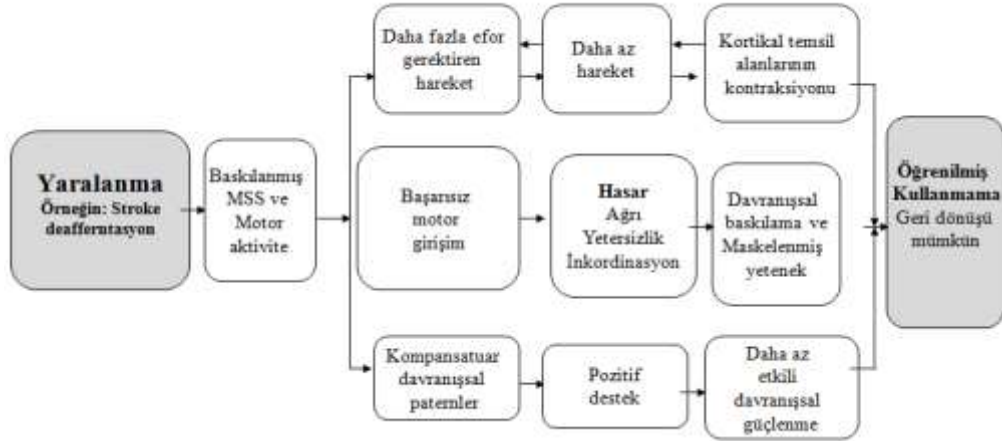 Yaralanma
Örneğin: Stroke
deafferntasyon
Baskılanmış
MSS ve
Motor
aktivite
Daha fazla efor
gerektiren
hareket
Daha az
hareket
Kortikal temsil
alanlarının
kontraksiyonu
Başarısız
motor
girişim
Hasar
Ağrı
Yetersizlik
İnkordinasyon
Davranışsal
baskılama ve
Maskelenmiş
yetenek
Kompansatuar
davranışsal
paternler
Pozitif
destek
Daha az
etkili
davranışsal
güçlenme
Öğrenilmiş
Kullanmama
Geri dönüşü
mümkün